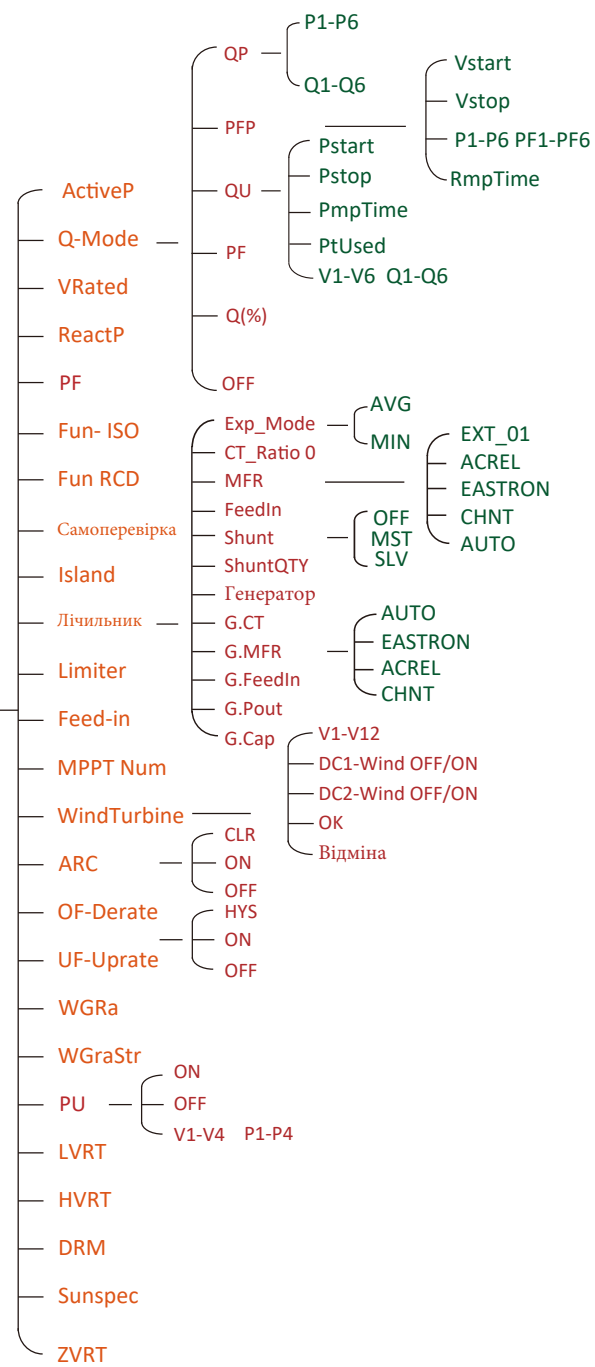 ActiveP
Q-Mode
QP
P1-P6
Q1-Q6
PFP
Vstart
Vstop
P1-P6 PF1-PF6
RmpTime
QU
Pstart
Pstop
PmpTime
PtUsed
V1-V6 Q1-Q6
PF
Q(%)
OFF
VRated
ReactP
PF
Fun- ISO
Fun RCD
Самоперевірка
Island
Лічильник
Exp_Mode
AVG
MIN
CT_Ratio 0
MFR
EXT_01
ACREL
EASTRON
CHNT
AUTO
FeedIn
Shunt
OFF
MST
SLV
ShuntQTY
Генератор
G.CT
G.MFR
AUTO
EASTRON
ACREL
CHNT
G.FeedIn
G.Pout
G.Cap
Limiter
Feed-in
MPPT Num
WindTurbine
V1-V12
DC1-Wind OFF/ON
DC2-Wind OFF/ON
OK
Відміна
ARC
CLR
ON
OFF
OF-Derate
UF-Uprate
HYS
ON
OFF
WGRa
WGraStr
PU
ON
OFF
V1-V4 P1-P4
LVRT
HVRT
DRM
Sunspec
ZVRT